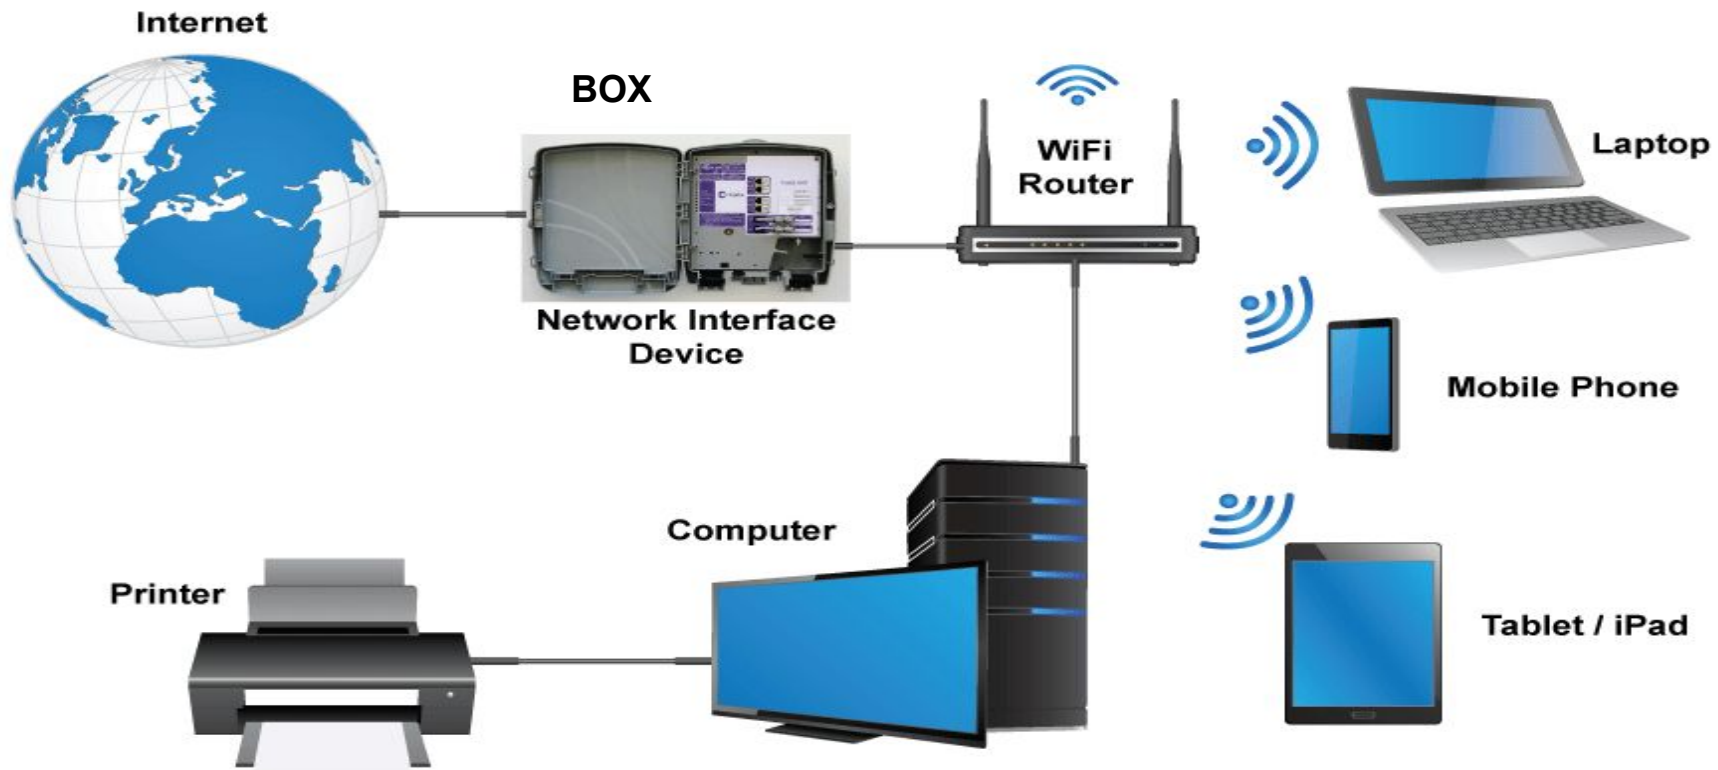 Internet
BOX
WiFi
Router
Laptop
Network Interface
Device
Mobile Phone
Computer
Printer
Tablet / iPad